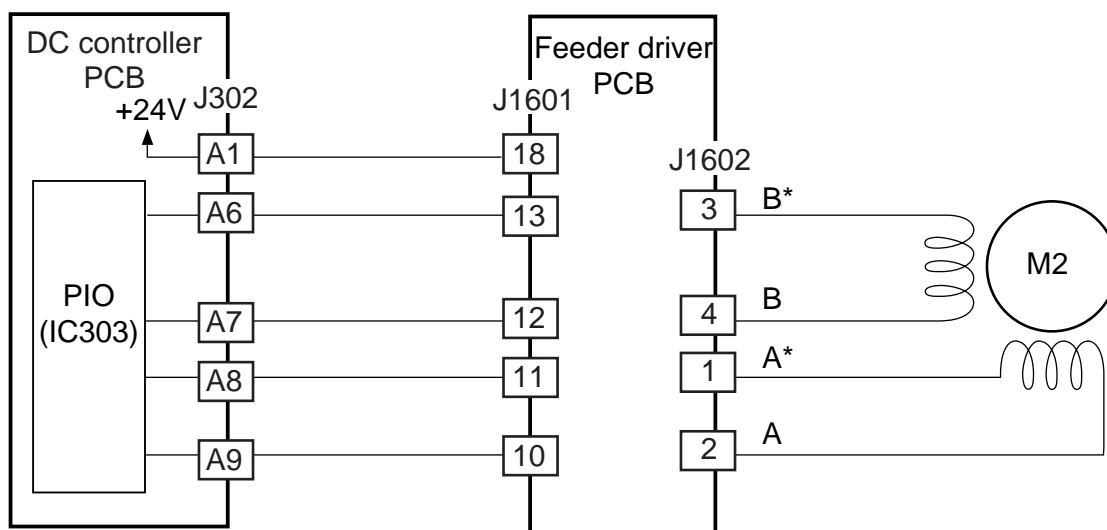 DC controller
PCB
+24V
J302
A1
A6
A7
A8
A9
PIO
(IC303)
Feeder driver
PCB
J1601
18
13
12
11
10
J1602
3
B*
4
B
1
A*
2
A
M2